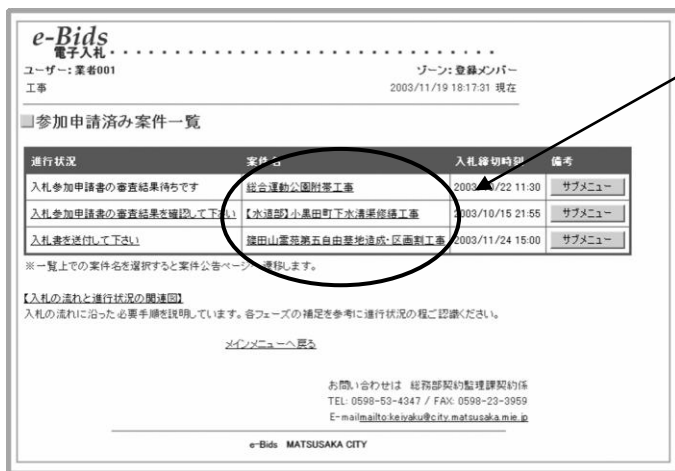 e-Bids
電子入札
ユーザー: 業者001 ゾーン: 登録メンバー
工事 2003/11/19 18:17:31 現在
参加申請済み案件一覧
進行状況 案件名 入札締切時刻 備考
入札参加申請書の審査結果待ちです 総合運動公園附帯工事 /22 11:30 サブメニュー
入札参加申請書の審査結果を確認して下さい 【水道部】小黒田町下水溝渠修繕工事 2003/10/15 21:55 サブメニュー
入札書を送付して下さい 篠田山霊苑第五自由墓地造成・区画割工事 2003/11/24 15:00 サブメニュー
※一覧上での案件名を選択すると案件公告ページへ遷移します。
【入札の流れと進行状況の関連図】
入札の流れに沿った必要手順を説明しています。各フェーズの補足を参考に進行状況の程ご認識ください。
メインメニューへ戻る
お問い合わせは 総務部契約監理課契約係
TEL: 0598-53-4347 / FAX: 0598-23-3959
E-mailmailto:keiyaku@city.matsusaka.mie.jp
e-Bids MATSUSAKA CITY